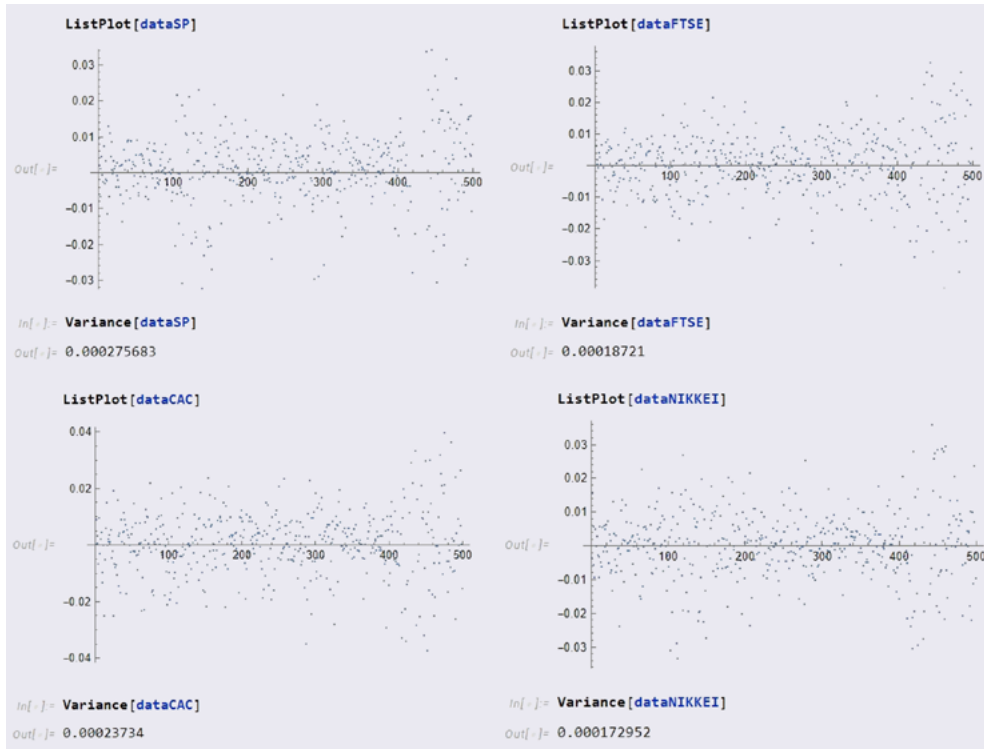 ListPlot[dataSP]
0.03
0.02
0.01
Out[ ]=
100
200
300
400
500
-0.01
-0.02
-0.03
In[ ]:= Variance[dataSP]
Out[ ]= 0.000275683
ListPlot[dataFTSE]
0.03
0.02
0.01
Out[ ]=
100
200
300
400
500
-0.01
-0.02
-0.03
In[ ]:= Variance[dataFTSE]
Out[ ]= 0.00018721
ListPlot[dataCAC]
0.04
0.02
Out[ ]=
100
200
300
400
500
-0.02
-0.04
In[ ]:= Variance[dataCAC]
Out[ ]= 0.00023734
ListPlot[dataNIKKEI]
0.03
0.02
0.01
Out[ ]=
100
200
300
400
500
-0.01
-0.02
-0.03
In[ ]:= Variance[dataNIKKEI]
Out[ ]= 0.000172952